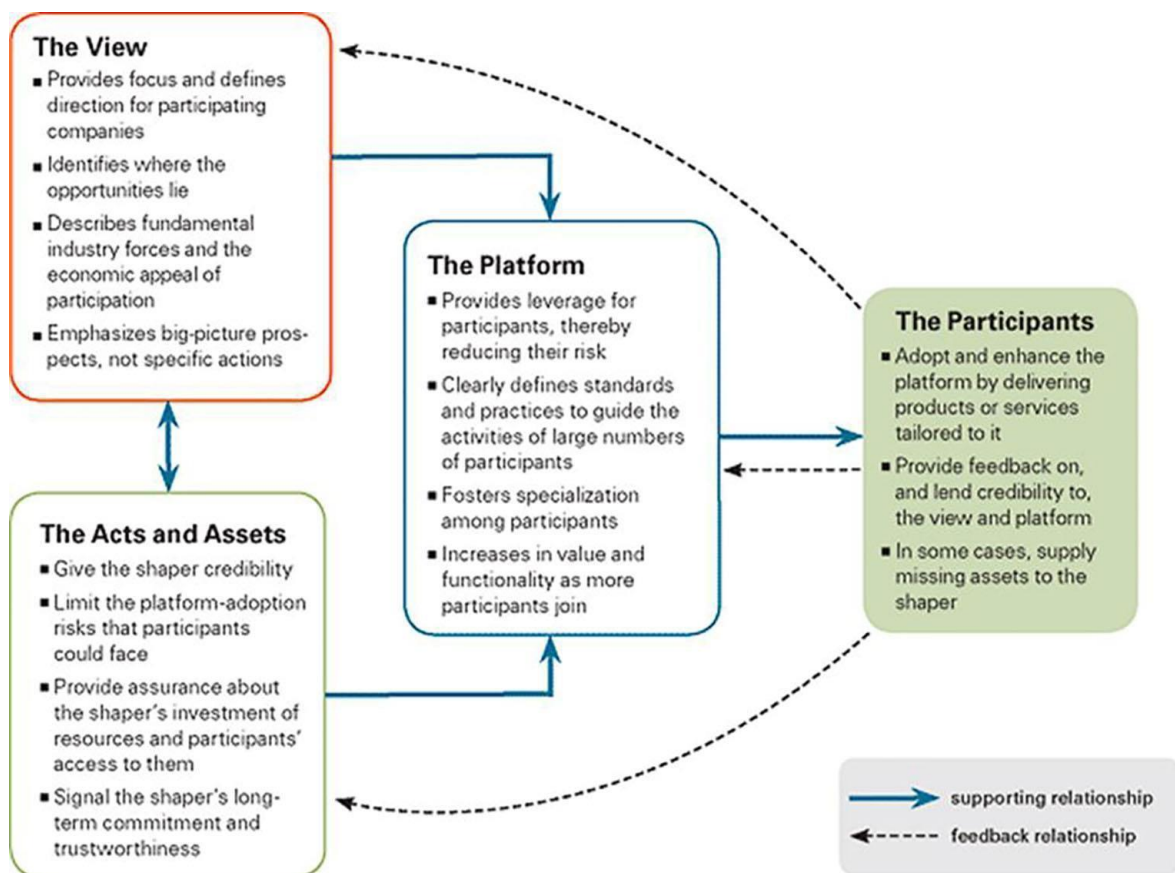 The View
■ Provides focus and defines
direction for participating
companies
■ Identifies where the
opportunities lie
■ Describes fundamental
industry forces and the
economic appeal of
participation
■ Emphasizes big-picture pros-
pects, not specific actions
The Acts and Assets
■ Give the shaper credibility
■ Limit the platform-adoption
risks that participants
could face
■ Provide assurance about
the shaper's investment of
resources and participants'
access to them
■ Signal the shaper's long-
term commitment and
trustworthiness
The Platform
■ Provides leverage for
participants, thereby
reducing their risk
■ Clearly defines standards
and practices to guide the
activities of large numbers
of participants
■ Fosters specialization
among participants
■ Increases in value and
functionality as more
participants join
The Participants
■ Adopt and enhance the
platform by delivering
products or services
tailored to it
■ Provide feedback on,
and lend credibility to,
the view and platform
■ In some cases, supply
missing assets to the
shaper
supporting relationship
feedback relationship